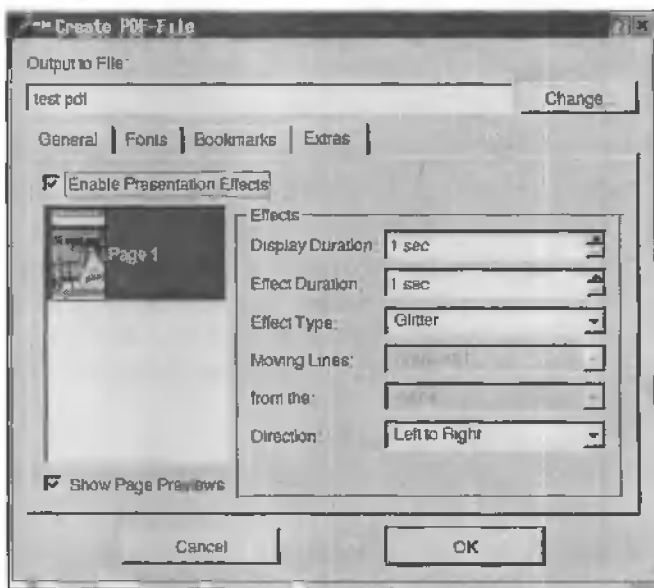 Create PDF-File
Output to File:
test pdf
Change
General Fonts Bookmarks Extras
Enable Presentation Effects
Page 1
Effects
Display Duration 1 sec
Effect Duration 1 sec
Effect Type: Glitter
Moving Lines:
from the:
Direction: Left to Right
Show Page Previews
Cancel OK